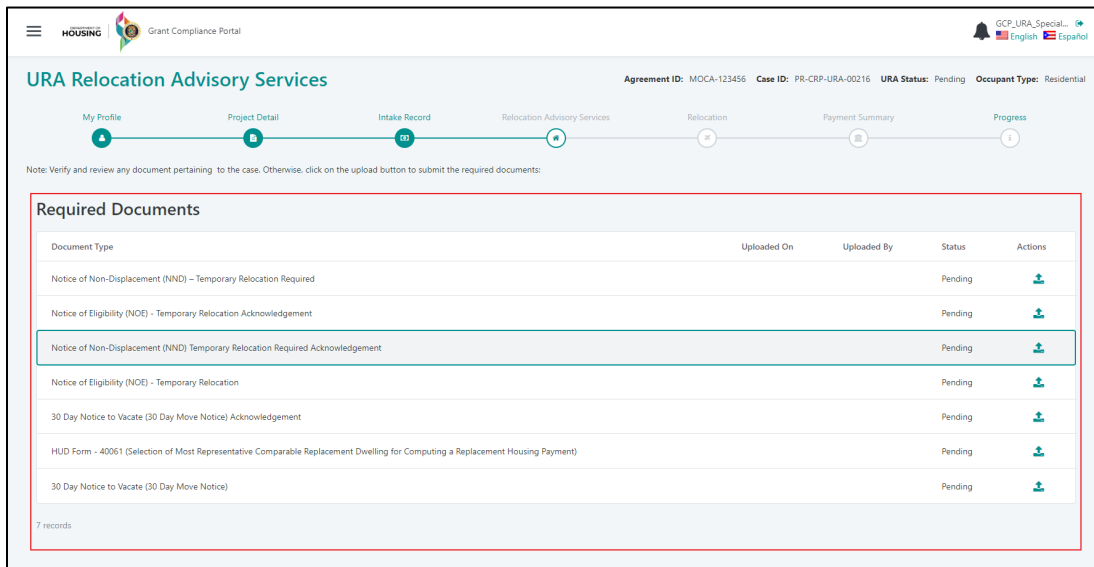 DEPARTMENT OF
HOUSING
Grant Compliance Portal
GCP_URA_Special...
English Español
URA Relocation Advisory Services
Agreement ID: MOCA-123456 Case ID: PR-CRP-URA-00216 URA Status: Pending Occupant Type: Residential
My Profile Project Detail Intake Record Relocation Advisory Services Relocation Payment Summary Progress
Note: Verify and review any document pertaining to the case. Otherwise, click on the upload button to submit the required documents:
Required Documents
Document Type Uploaded On Uploaded By Status Actions
Notice of Non-Displacement (NND) – Temporary Relocation Required Pending
Notice of Eligibility (NOE) - Temporary Relocation Acknowledgement Pending
Notice of Non-Displacement (NND) Temporary Relocation Required Acknowledgement Pending
Notice of Eligibility (NOE) - Temporary Relocation Pending
30 Day Notice to Vacate (30 Day Move Notice) Acknowledgement Pending
HUD Form - 40061 (Selection of Most Representative Comparable Replacement Dwelling for Computing a Replacement Housing Payment) Pending
30 Day Notice to Vacate (30 Day Move Notice) Pending
7 records